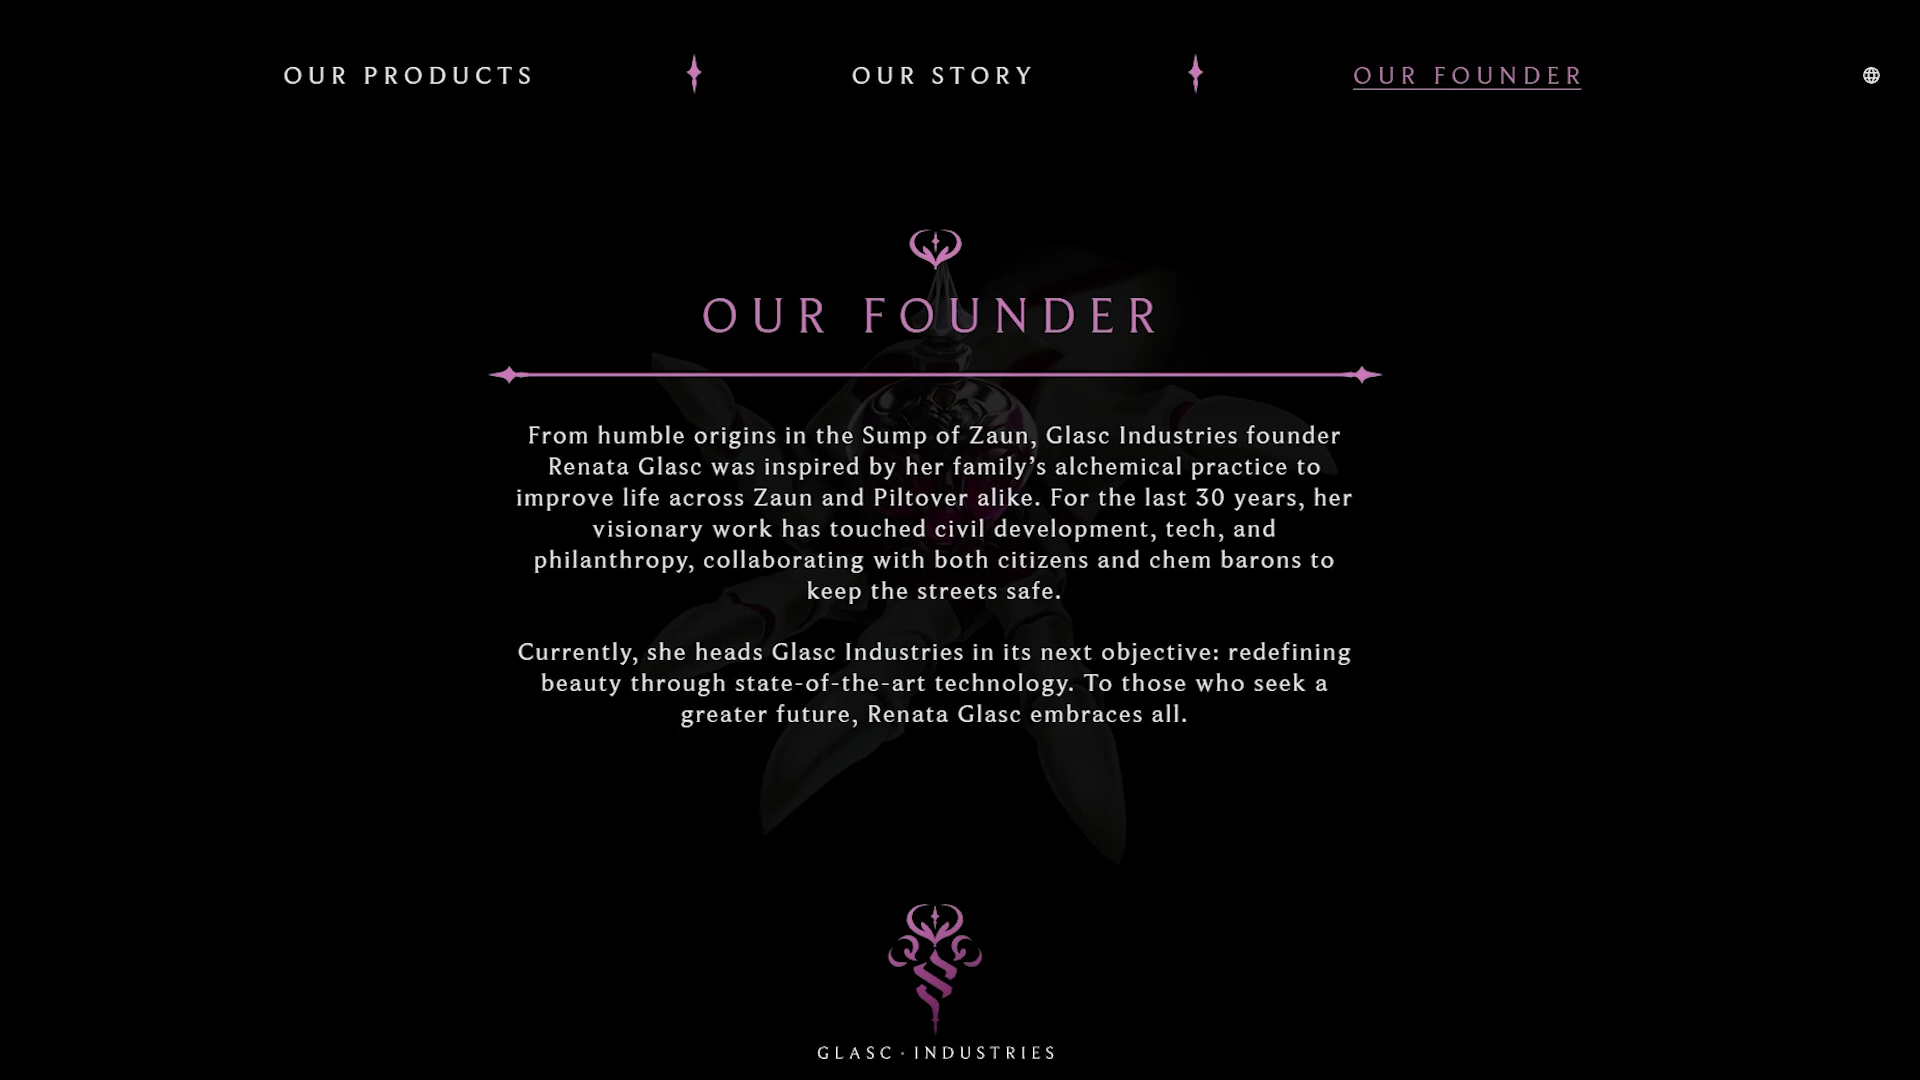 OUR PRODUCTS
OUR STORY
OUR FOUNDER
OUR FOUNDER
From humble origins in the Sump of Zaun, Glasc Industries founder
Renata Glasc was inspired by her family’s alchemical practice to
improve life across Zaun and Piltover alike. For the last 30 years, her
visionary work has touched civil development, tech, and
philanthropy, collaborating with both citizens and chem barons to
keep the streets safe.
Currently, she heads Glasc Industries in its next objective: redefining
beauty through state-of-the-art technology. To those who seek a
greater future, Renata Glasc embraces all.
GLASC · INDUSTRIES